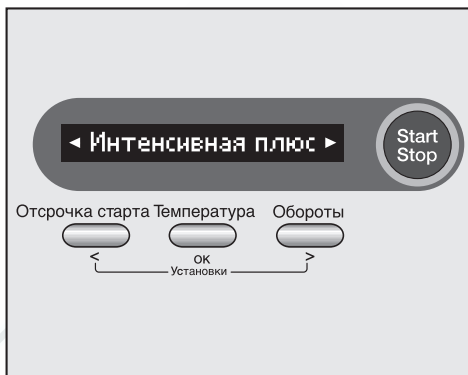 ◄ Интенсивная плюс ►
Start
Stop
Отсрочка старта Температура Обороты
< ОК >
Установки